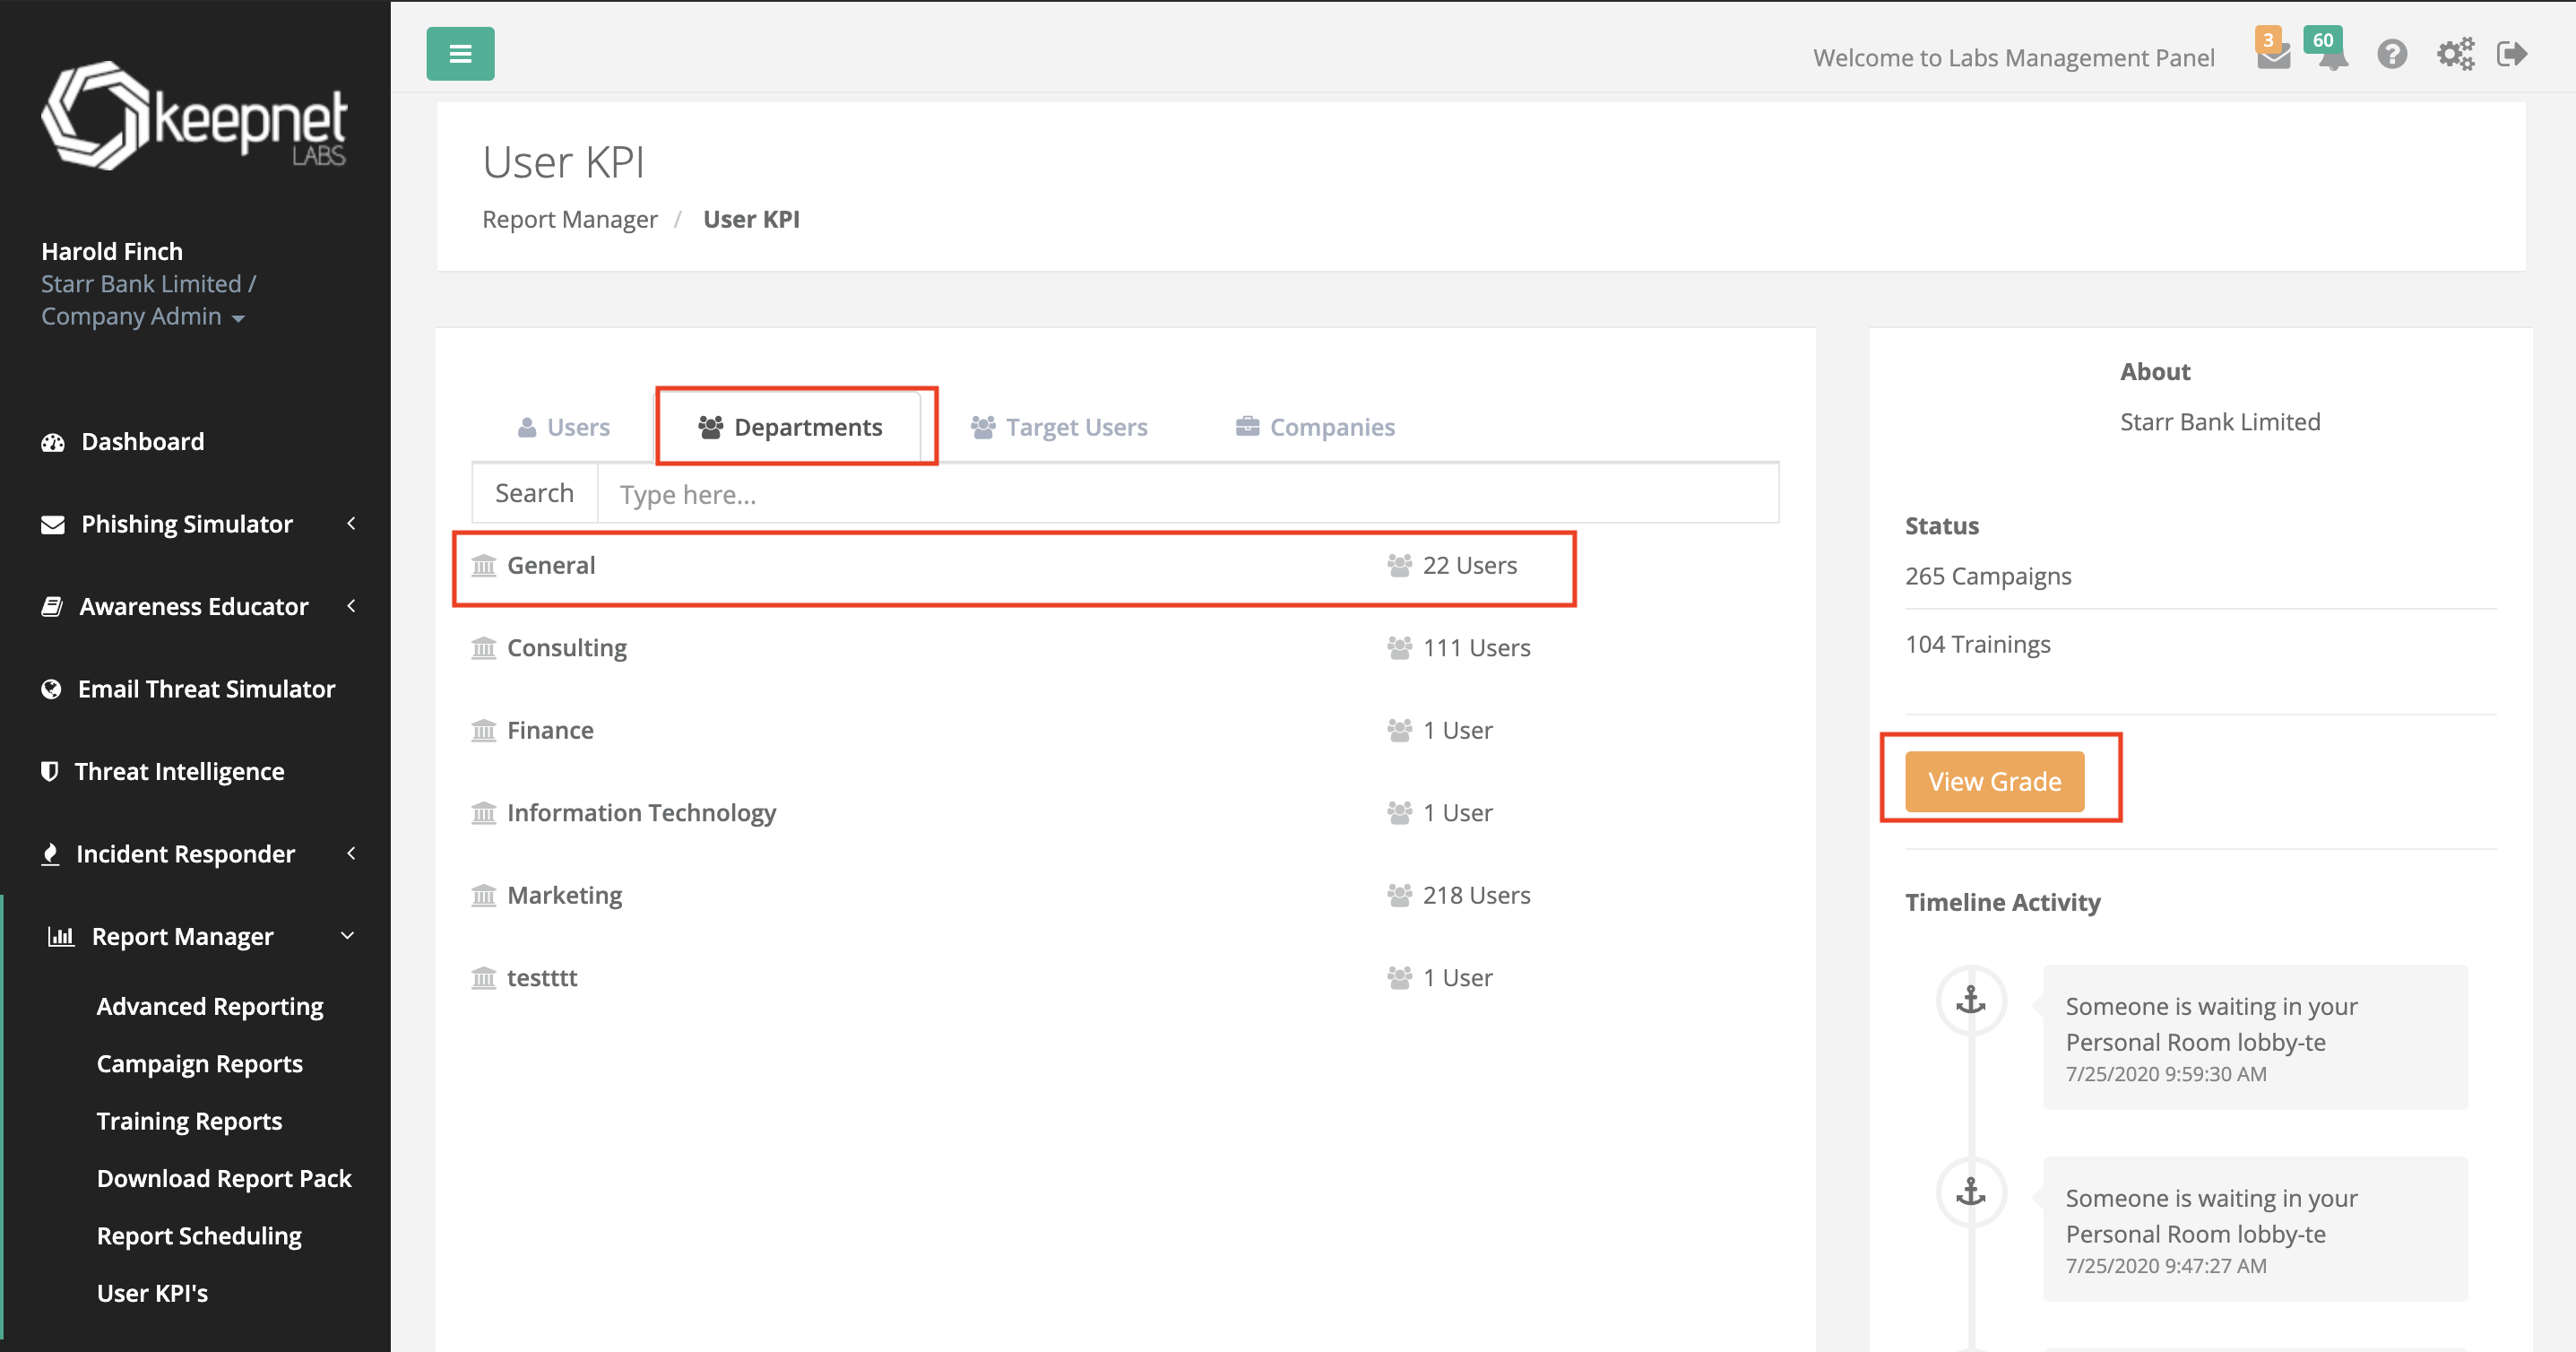 keepnet
LABS
Harold Finch
Starr Bank Limited /
Company Admin
Dashboard
Phishing Simulator
Awareness Educator
Email Threat Simulator
Threat Intelligence
Incident Responder
Report Manager
Advanced Reporting
Campaign Reports
Training Reports
Download Report Pack
Report Scheduling
User KPI's
Welcome to Labs Management Panel
3
60
User KPI
Report Manager / User KPI
Users
Departments
Target Users
Companies
Search
Type here...
General 22 Users
Consulting 111 Users
Finance 1 User
Information Technology 1 User
Marketing 218 Users
testttt 1 User
About
Starr Bank Limited
Status
265 Campaigns
104 Trainings
View Grade
Timeline Activity
Someone is waiting in your
Personal Room lobby-te
7/25/2020 9:59:30 AM
Someone is waiting in your
Personal Room lobby-te
7/25/2020 9:47:27 AM